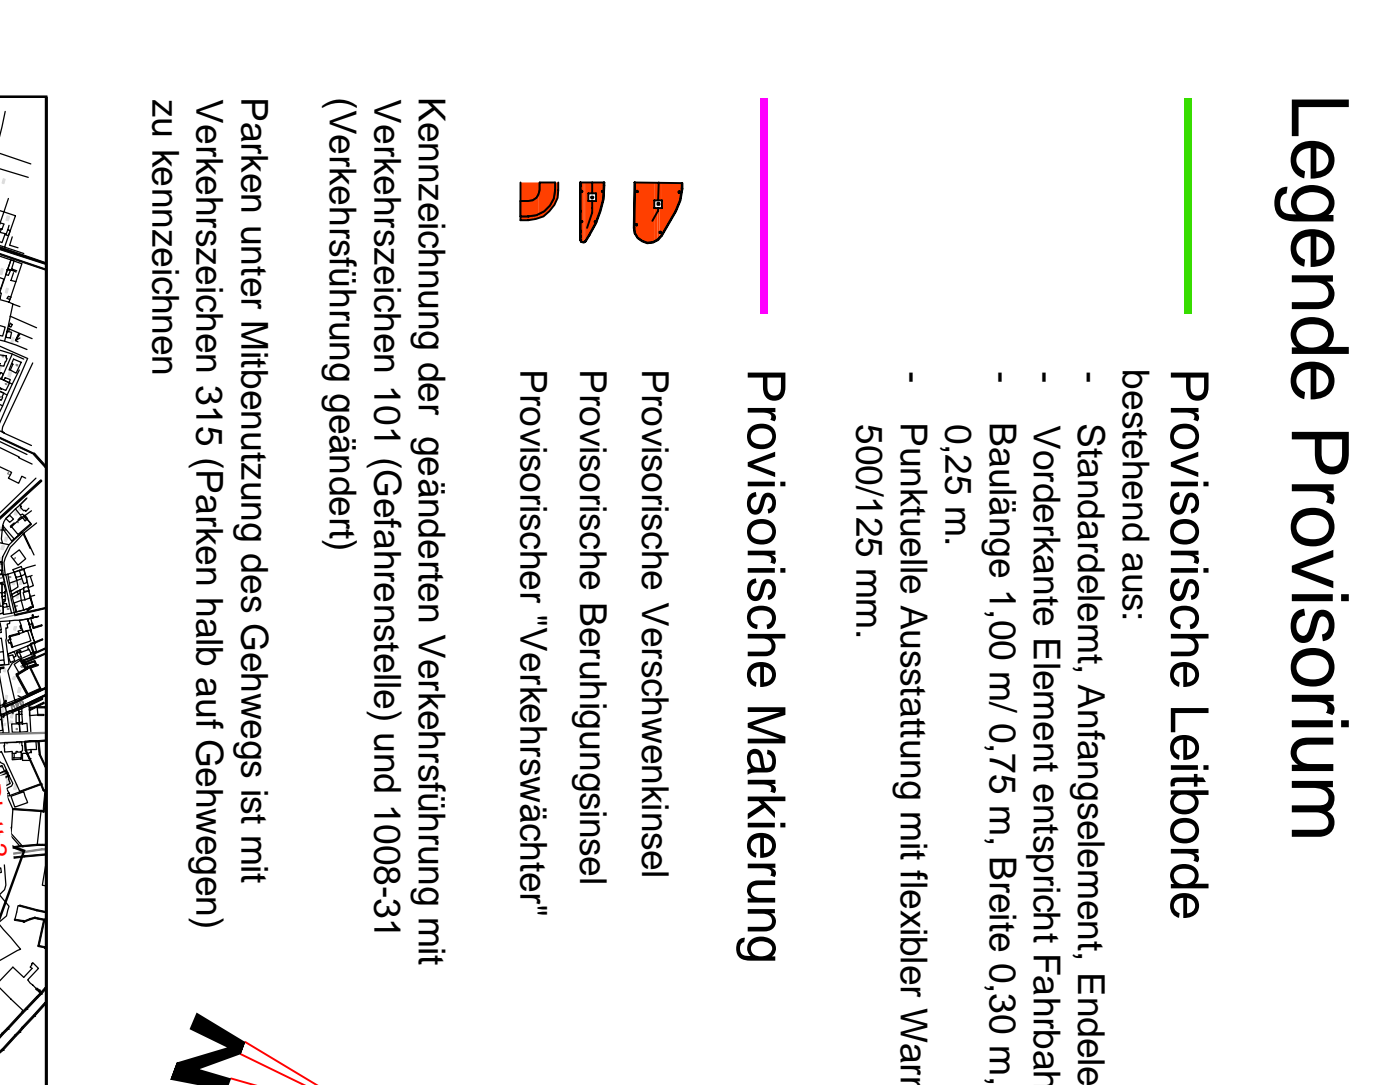 Legende Provisorium
Provisorische Leitborde
bestehend aus:
- Standardelemt, Anfangselement,
- Vorderkante Element entspricht
- Baulänge 1,00 m/ 0,75 m, Breite 0,30 m,
0,25 m.
- Punktuelle Ausstattung mit flexibler
500/125 mm.
Provisorische Markierung
Provisorische Verschwenkinsel
Provisorische Beruhigungsinsel
Provisorischer "Verkehrswächter"
Kennzeichnung der geänderten Verkehrsführung mit
Verkehrszeichen 101 (Gefahrenstelle) und 1008-31
(Verkehrsführung geändert)
Parken unter Mitbenutzung des Gehwegs ist mit
Verkehrszeichen 315 (Parken halb auf Gehwegen)
zu kennzeichnen